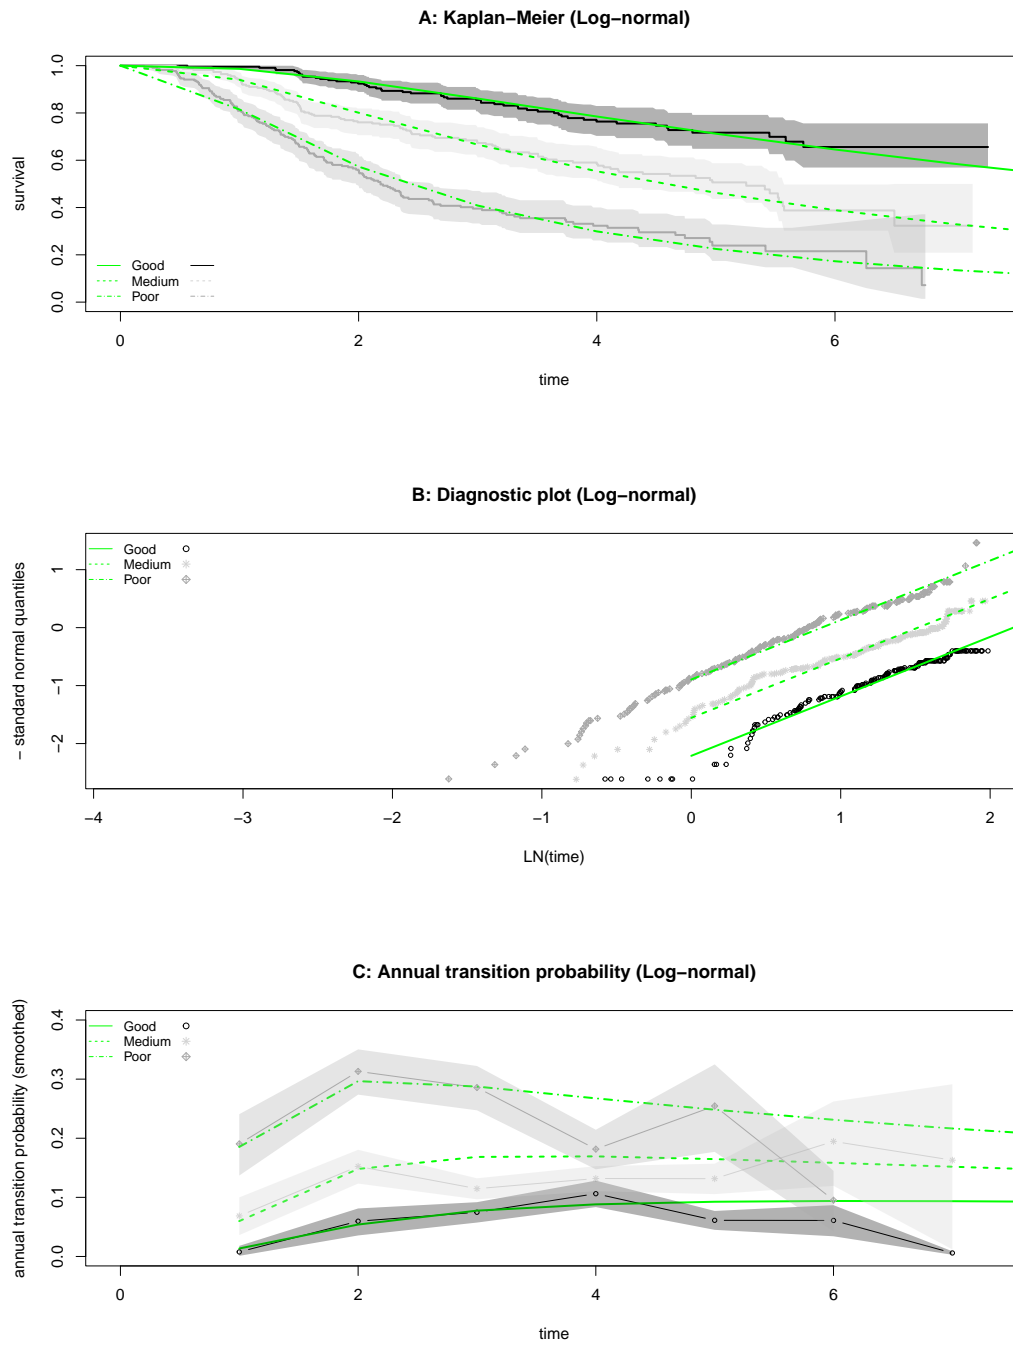 A: Kaplan−Meier (Log−normal)
survival
1.0
0.8
0.6
0.4
0.2
0.0
Good
Medium
Poor
0 2 4 6
time
B: Diagnostic plot (Log−normal)
− standard normal quantiles
1
0
−1
−2
Good
Medium
Poor
−4 −3 −2 −1 0 1 2
LN(time)
C: Annual transition probability (Log−normal)
annual transition probability (smoothed)
0.4
0.3
0.2
0.1
0.0
Good
Medium
Poor
0 2 4 6
time